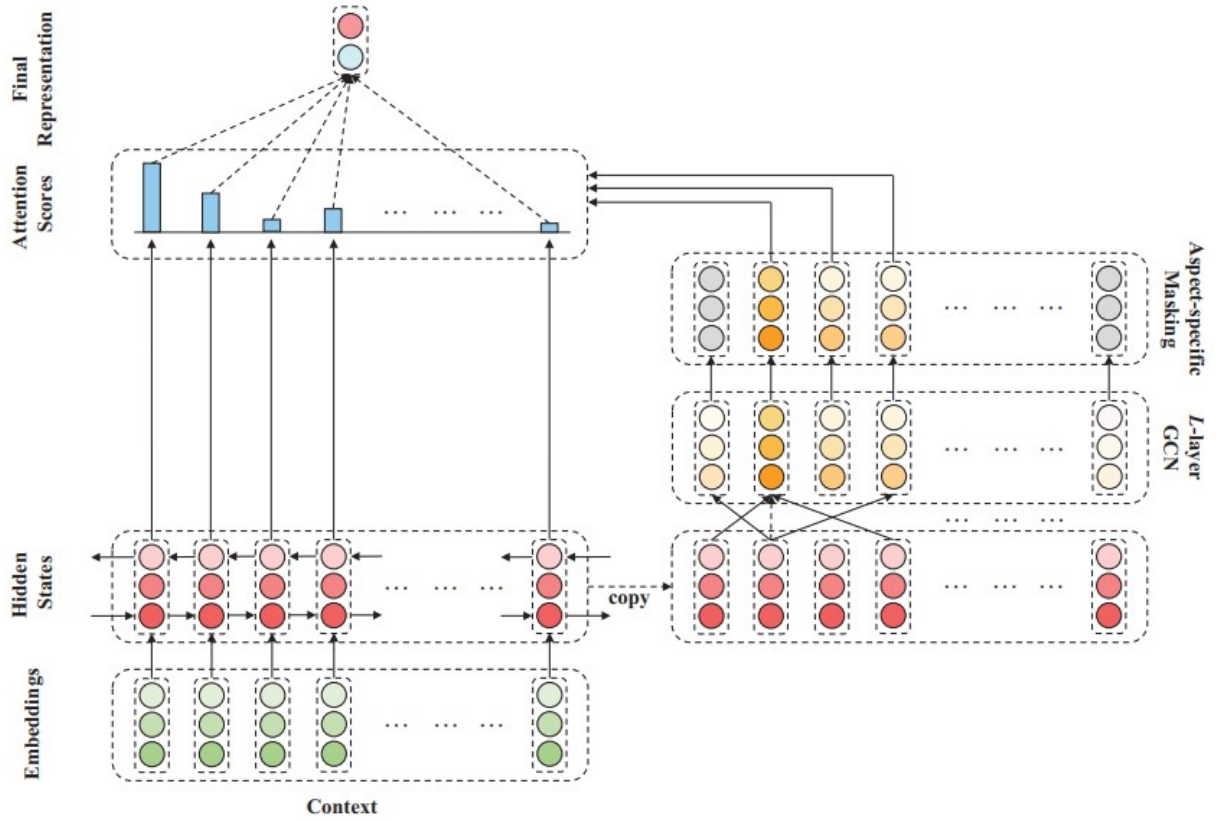 Final
Representation
Attention
Scores
Aspect-specific
Masking
L-layer
GCN
Hidden
States
copy
Embeddings
Context
... ... ...
... ... ...
... ... ...
... ... ...
... ... ...
... ... ...
... ... ...